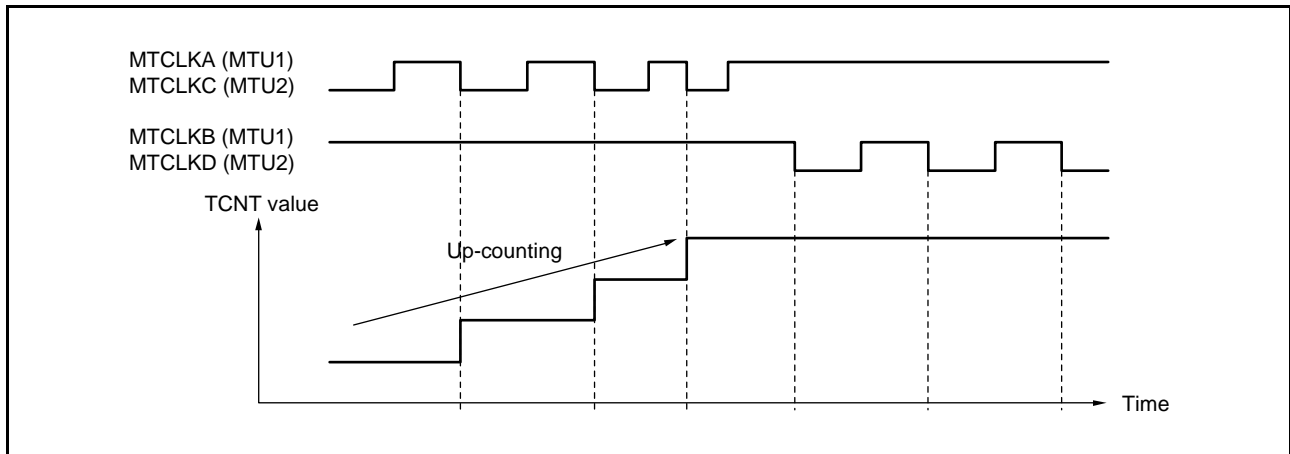 MTCLKA (MTU1)
MTCLKC (MTU2)
MTCLKB (MTU1)
MTCLKD (MTU2)
TCNT value
Up-counting
Time